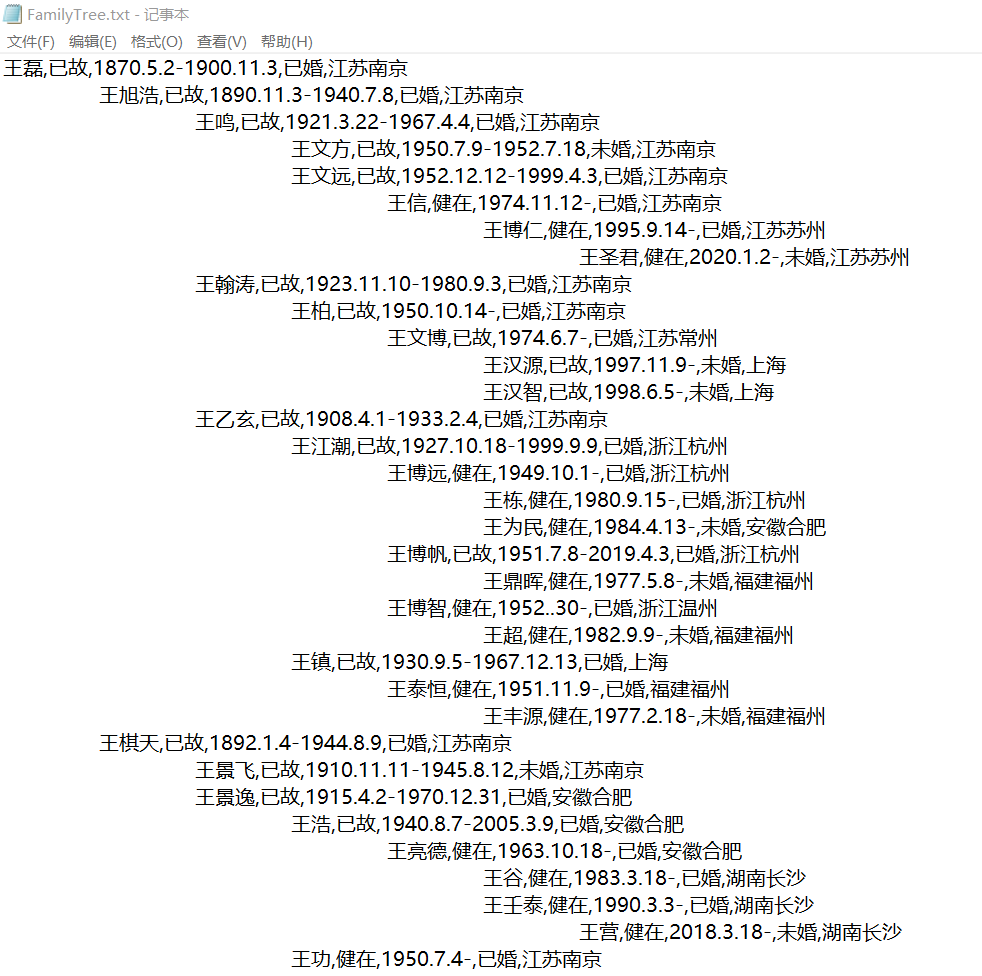 FamilyTree.txt - 记事本
文件(F) 编辑(E) 格式(O) 查看(V) 帮助(H)
王磊,已故,1870.5.2-1900.11.3,已婚,江苏南京
王旭浩,已故,1890.11.3-1940.7.8,已婚,江苏南京
王鸣,已故,1921.3.22-1967.4.4,已婚,江苏南京
王文方,已故,1950.7.9-1952.7.18,未婚,江苏南京
王文远,已故,1952.12.12-1999.4.3,已婚,江苏南京
王信,健在,1974.11.12-,已婚,江苏南京
王博仁,健在,1995.9.14-,已婚,江苏苏州
王圣君,健在,2020.1.2-,未婚,江苏苏州
王翰涛,已故,1923.11.10-1980.9.3,已婚,江苏南京
王柏,已故,1950.10.14-,已婚,江苏南京
王文博,已故,1974.6.7-,已婚,江苏常州
王汉源,已故,1997.11.9-,未婚,上海
王汉智,已故,1998.6.5-,未婚,上海
王乙玄,已故,1908.4.1-1933.2.4,已婚,江苏南京
王江潮,已故,1927.10.18-1999.9.9,已婚,浙江杭州
王博远,健在,1949.10.1-,已婚,浙江杭州
王栋,健在,1980.9.15-,已婚,浙江杭州
王为民,健在,1984.4.13-,未婚,安徽合肥
王博帆,已故,1951.7.8-2019.4.3,已婚,浙江杭州
王鼎晖,健在,1977.5.8-,未婚,福建福州
王博智,健在,1952..30-,已婚,浙江温州
王超,健在,1982.9.9-,未婚,福建福州
王镇,已故,1930.9.5-1967.12.13,已婚,上海
王泰恒,健在,1951.11.9-,已婚,福建福州
王丰源,健在,1977.2.18-,未婚,福建福州
王棋天,已故,1892.1.4-1944.8.9,已婚,江苏南京
王景飞,已故,1910.11.11-1945.8.12,未婚,江苏南京
王景逸,已故,1915.4.2-1970.12.31,已婚,安徽合肥
王浩,已故,1940.8.7-2005.3.9,已婚,安徽合肥
王亮德,健在,1963.10.18-,已婚,安徽合肥
王谷,健在,1983.3.18-,已婚,湖南长沙
王壬泰,健在,1990.3.3-,已婚,湖南长沙
王营,健在,2018.3.18-,未婚,湖南长沙
王功,健在,1950.7.4-,已婚,江苏南京